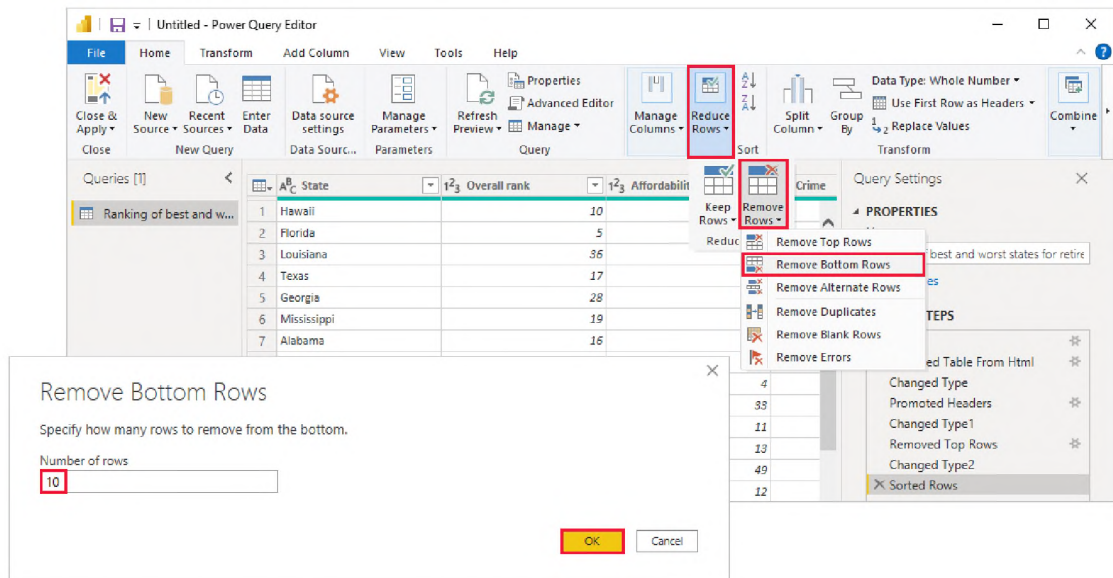 Untitled - Power Query Editor
File Home Transform Add Column View Tools Help
Close & Apply
New Source
Recent Sources
Enter Data
Data source settings
Manage Parameters
Refresh Preview
Properties
Advanced Editor
Manage
Manage Columns
Reduce Rows
Split Column
Group By
Data Type: Whole Number
Use First Row as Headers
Replace Values
Combine
Close New Query Data Sourc... Parameters Query Sort Transform
Queries [1]
Ranking of best and w...
ABC State 123 Overall rank 123 Affordabilit Crime
1 Hawaii 10
2 Florida 5
3 Louisiana 36
4 Texas 17
5 Georgia 28
6 Mississippi 19
7 Alabama 16
Keep Rows
Remove Rows
Reduc
Remove Top Rows
Remove Bottom Rows
Remove Alternate Rows
Remove Duplicates
Remove Blank Rows
Remove Errors
4
33
11
13
49
12
Query Settings
PROPERTIES
best and worst states for retire
es
TEPS
ed Table From Html
Changed Type
Promoted Headers
Changed Type1
Removed Top Rows
Changed Type2
Sorted Rows
Remove Bottom Rows
Specify how many rows to remove from the bottom.
Number of rows
10
OK Cancel